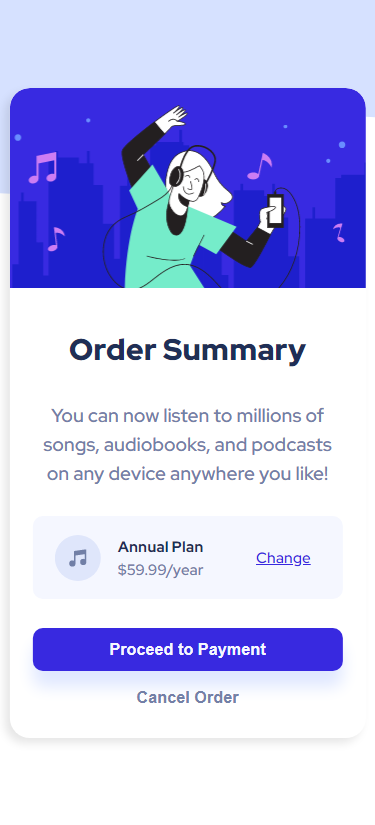 Order Summary
You can now listen to millions of
songs, audiobooks, and podcasts
on any device anywhere you like!
Annual Plan
$59.99/year
Change
Proceed to Payment
Cancel Order